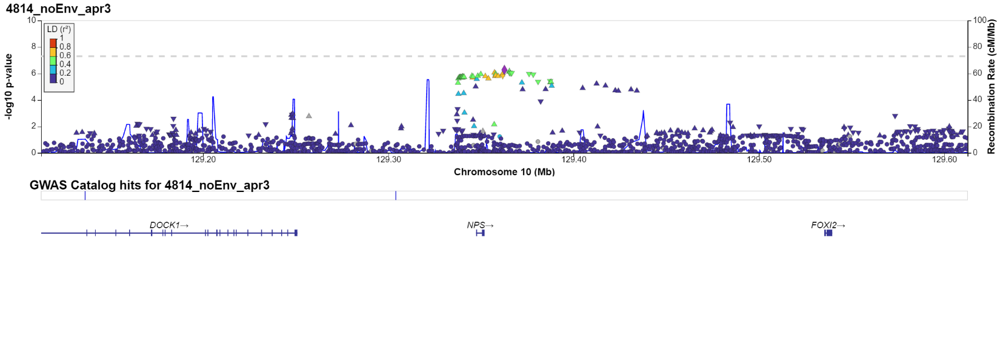 4814_noEnv_apr3
10
8
6
4
2
0
-log10 p-value
LD (r²)
1
0.8
0.6
0.4
0.2
0
100
80
60
40
20
0
Recombination Rate (cM/Mb)
129.20
129.30
129.40
129.50
129.60
Chromosome 10 (Mb)
GWAS Catalog hits for 4814_noEnv_apr3
DOCK1→
NPS→
FOXI2→